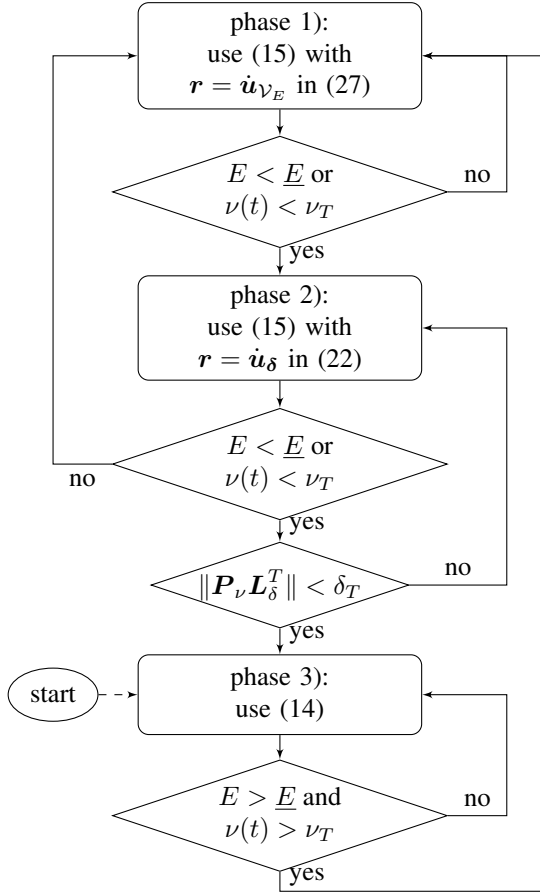 phase 1):
use (15) with
𝒓 = u̇_{𝒱_E} in (27)
E < E̲ or
ν(t) < ν_T
no
yes
phase 2):
use (15) with
𝒓 = u̇_δ in (22)
E < E̲ or
ν(t) < ν_T
no
yes
‖P_ν L_δ^T‖ < δ_T
no
yes
start
phase 3):
use (14)
E > E̲ and
ν(t) > ν_T
no
yes